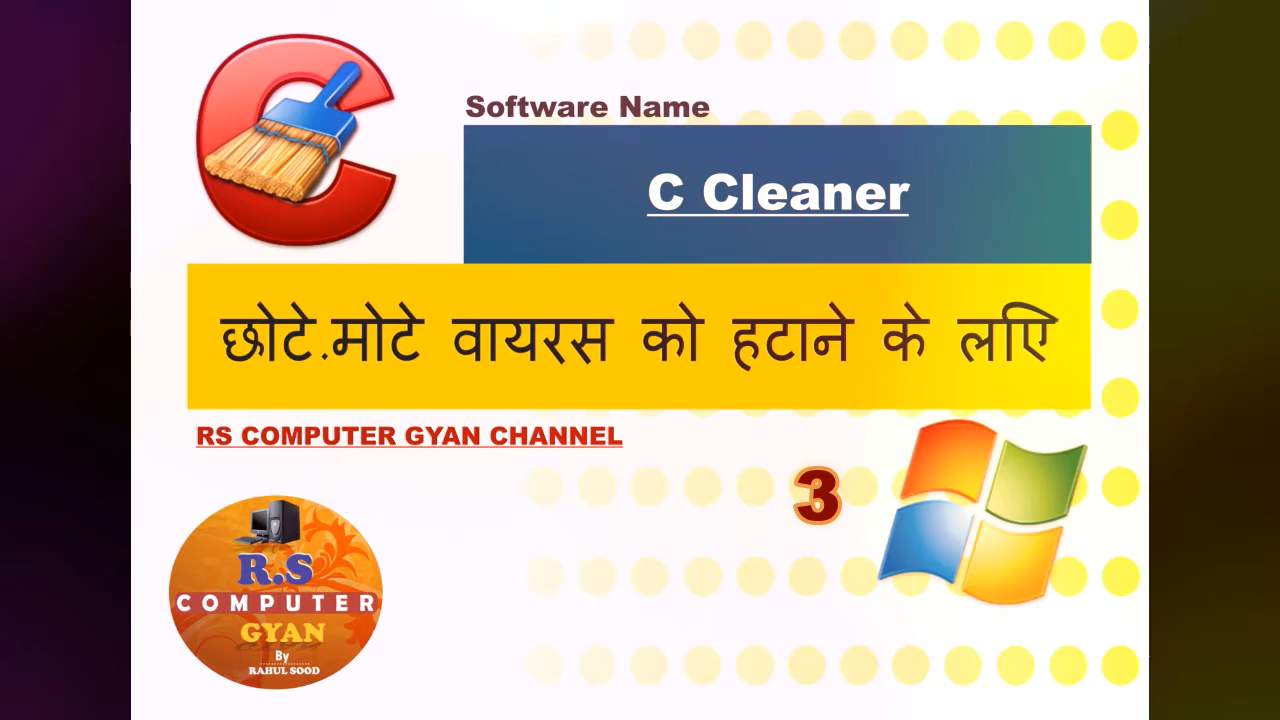 Software Name
C Cleaner
छोटे.मोटे वायरस को हटाने के लिए
RS COMPUTER GYAN CHANNEL
3
R.S
COMPUTER
GYAN
By
RAHUL SOOD